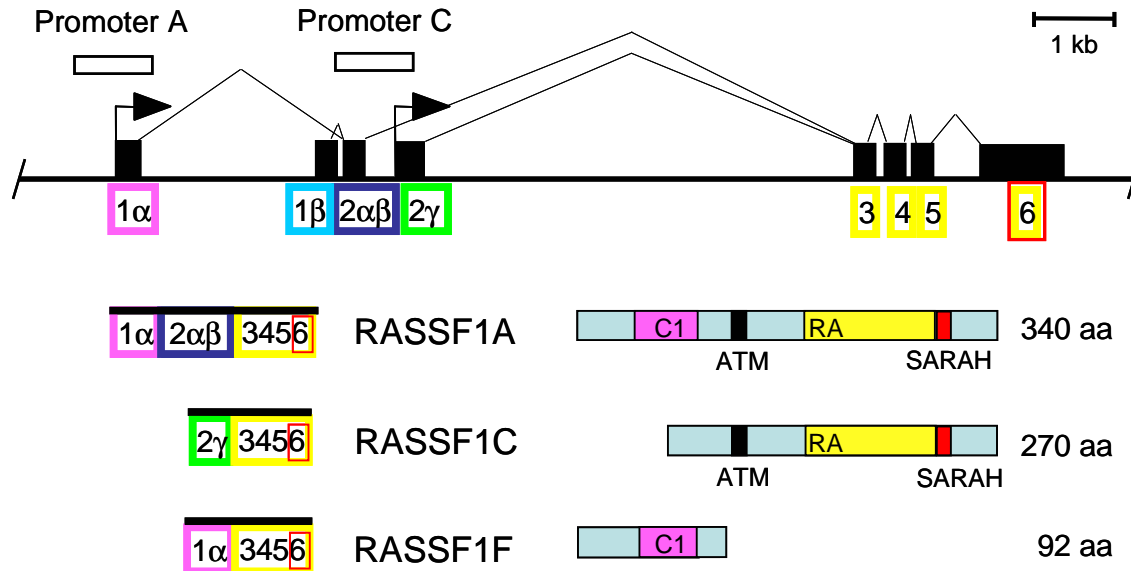 Promoter A
Promoter C
1 kb
1α 1β 2αβ 2γ 3 4 5 6
1α 2αβ 3456 RASSF1A C1 RA 340 aa
ATM SARAH
2γ 3456 RASSF1C RA 270 aa
ATM SARAH
1α 3456 RASSF1F C1 92 aa